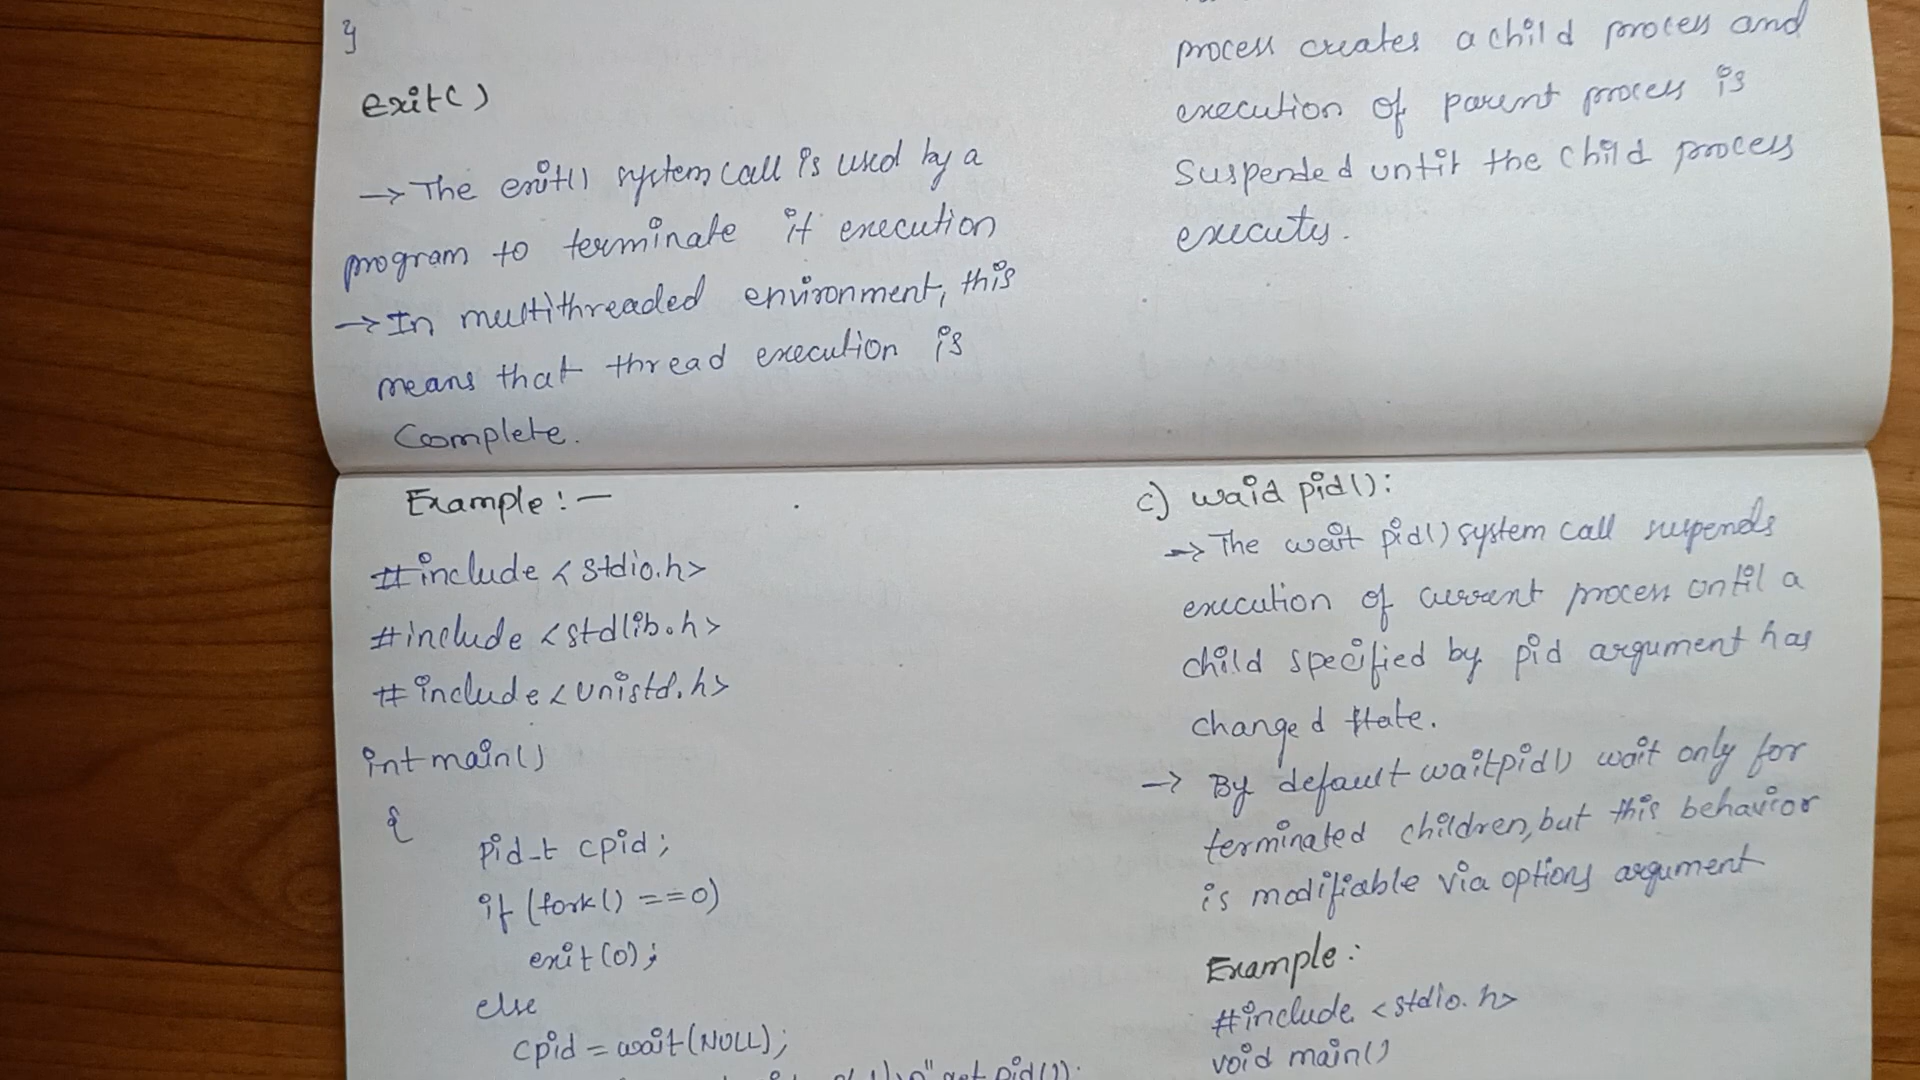 }
exit()
→ The exit() system call is used by a
program to terminate it execution
→ In multithreaded environment, this
means that thread execution is
Complete.
Example:-
#include <stdio.h>
#include <stdlib.h>
#include <unistd.h>
int main()
{
pid_t cpid;
if (fork() ==0)
exit(0);
else
cpid = wait(NULL);
process creates a child process and
execution of parent process is
Suspended until the child process
executes.
c) waid pid():
→ The wait pid() system call suspends
execution of current process until a
child specified by pid argument has
changed state.
→ By default waitpid() wait only for
terminated children, but this behavior
is modifiable via options argument
Example:
#include <stdio.h>
void main()